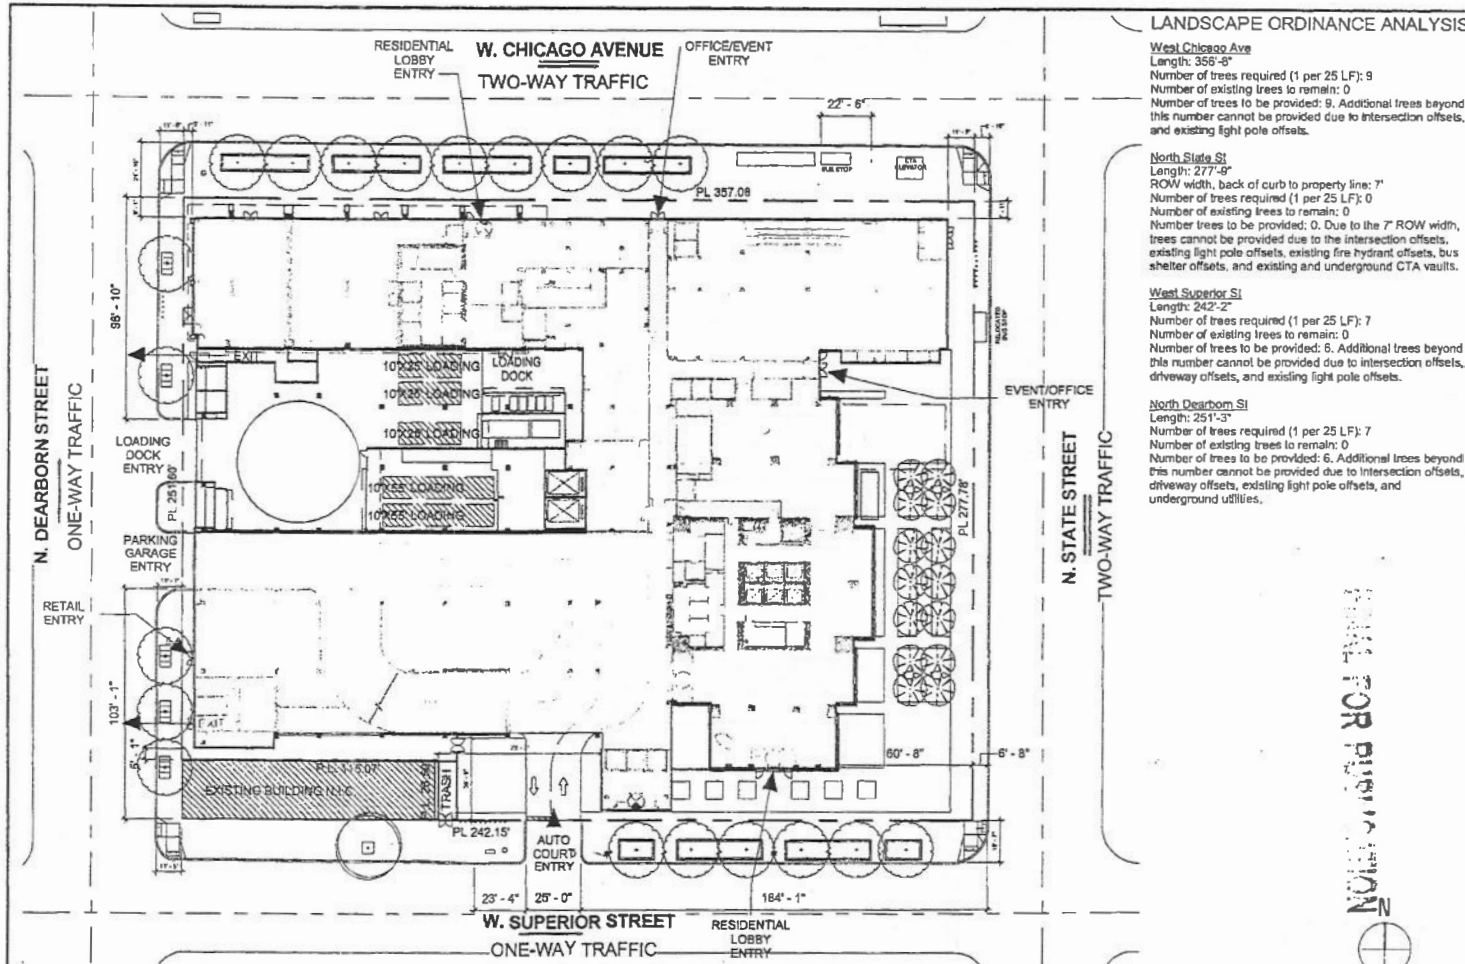 LANDSCAPE ORDINANCE ANALYSIS
West Chicago Ave
Length: 356'-8"
Number of trees required (1 per 25 LF): 9
Number of existing trees to remain: 0
Number of trees to be provided: 9. Additional trees beyond
this number cannot be provided due to intersection offsets,
and existing light pole offsets.
North State St
Length: 277'-9"
ROW width, back of curb to property line: 7'
Number of trees required (1 per 25 LF): 0
Number of existing trees to remain: 0
Number trees to be provided: 0. Due to the 7' ROW width,
trees cannot be provided due to the intersection offsets,
existing light pole offsets, existing fire hydrant offsets, bus
shelter offsets, and existing and underground CTA vaults.
West Superior St
Length: 242'-2"
Number of trees required (1 per 25 LF): 7
Number of existing trees to remain: 0
Number of trees to be provided: 6. Additional trees beyond
this number cannot be provided due to intersection offsets,
driveway offsets, and existing light pole offsets.
North Dearborn St
Length: 251'-3"
Number of trees required (1 per 25 LF): 7
Number of existing trees to remain: 0
Number of trees to be provided: 6. Additional trees beyond
this number cannot be provided due to intersection offsets,
driveway offsets, existing light pole offsets, and
underground utilities.
W. CHICAGO AVENUE
TWO-WAY TRAFFIC
RESIDENTIAL
LOBBY
ENTRY
OFFICE/EVENT
ENTRY
22' - 6"
BUS STOP
CTA
ELEVATOR
PL 357.08
98' - 10"
EXIT
10'X25' LOADING
10'X25' LOADING
10'X25' LOADING
LOADING
DOCK
10'X55' LOADING
10'X55' LOADING
RELOCATED
BUS STOP
EVENT/OFFICE
ENTRY
N. DEARBORN STREET
ONE-WAY TRAFFIC
LOADING
DOCK
ENTRY
PL 251.60'
PARKING
GARAGE
ENTRY
RETAIL
ENTRY
103' - 1"
EXIT
PL 277.78'
N. STATE STREET
TWO-WAY TRAFFIC
60' - 8"
6' - 8"
EXISTING BUILDING N.I.C.
TRASH
PL 242.15'
AUTO
COURT
ENTRY
23' - 4"
25' - 0"
164' - 1"
W. SUPERIOR STREET
ONE-WAY TRAFFIC
RESIDENTIAL
LOBBY
ENTRY
FOR
N